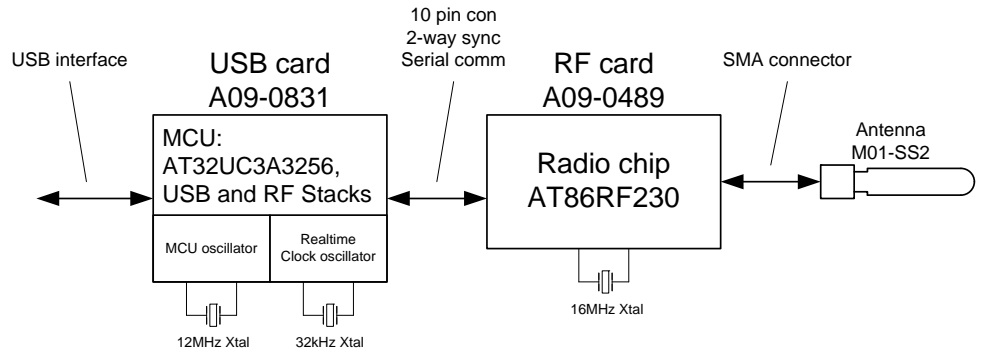 10 pin con
2-way sync
Serial comm
USB interface
USB card
A09-0831
RF card
A09-0489
SMA connector
Antenna
M01-SS2
MCU:
AT32UC3A3256,
USB and RF Stacks
Radio chip
AT86RF230
MCU oscillator
Realtime
Clock oscillator
12MHz Xtal
32kHz Xtal
16MHz Xtal